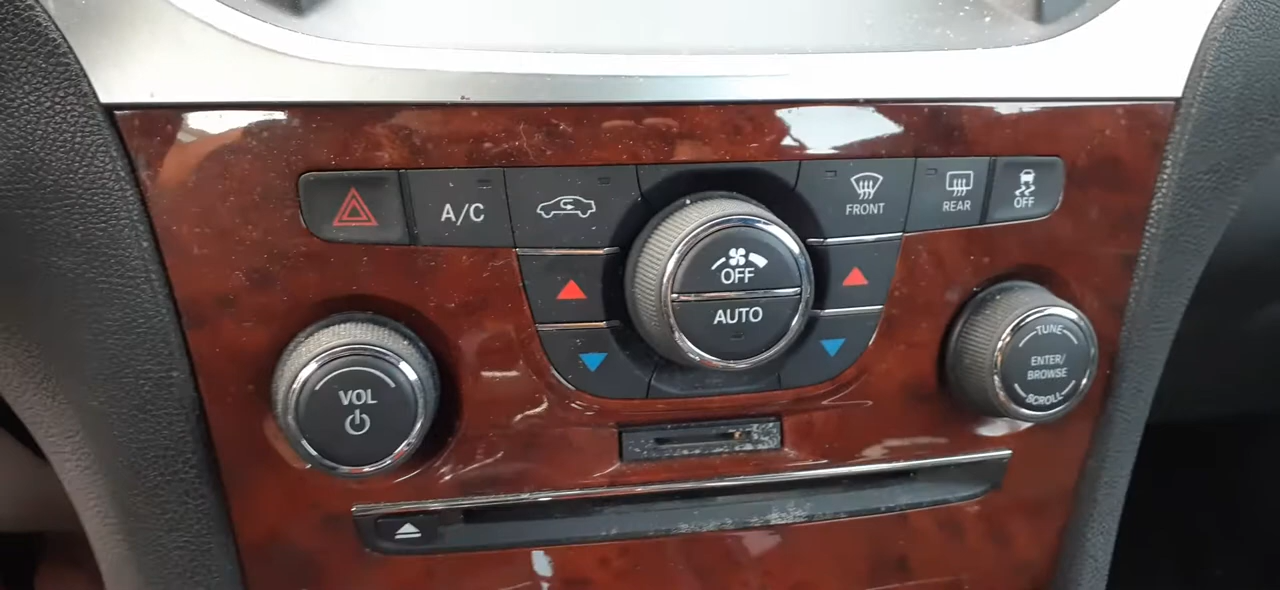 A/C
FRONT
REAR
OFF
OFF
AUTO
VOL
TUNE
ENTER/
BROWSE
SCROLL